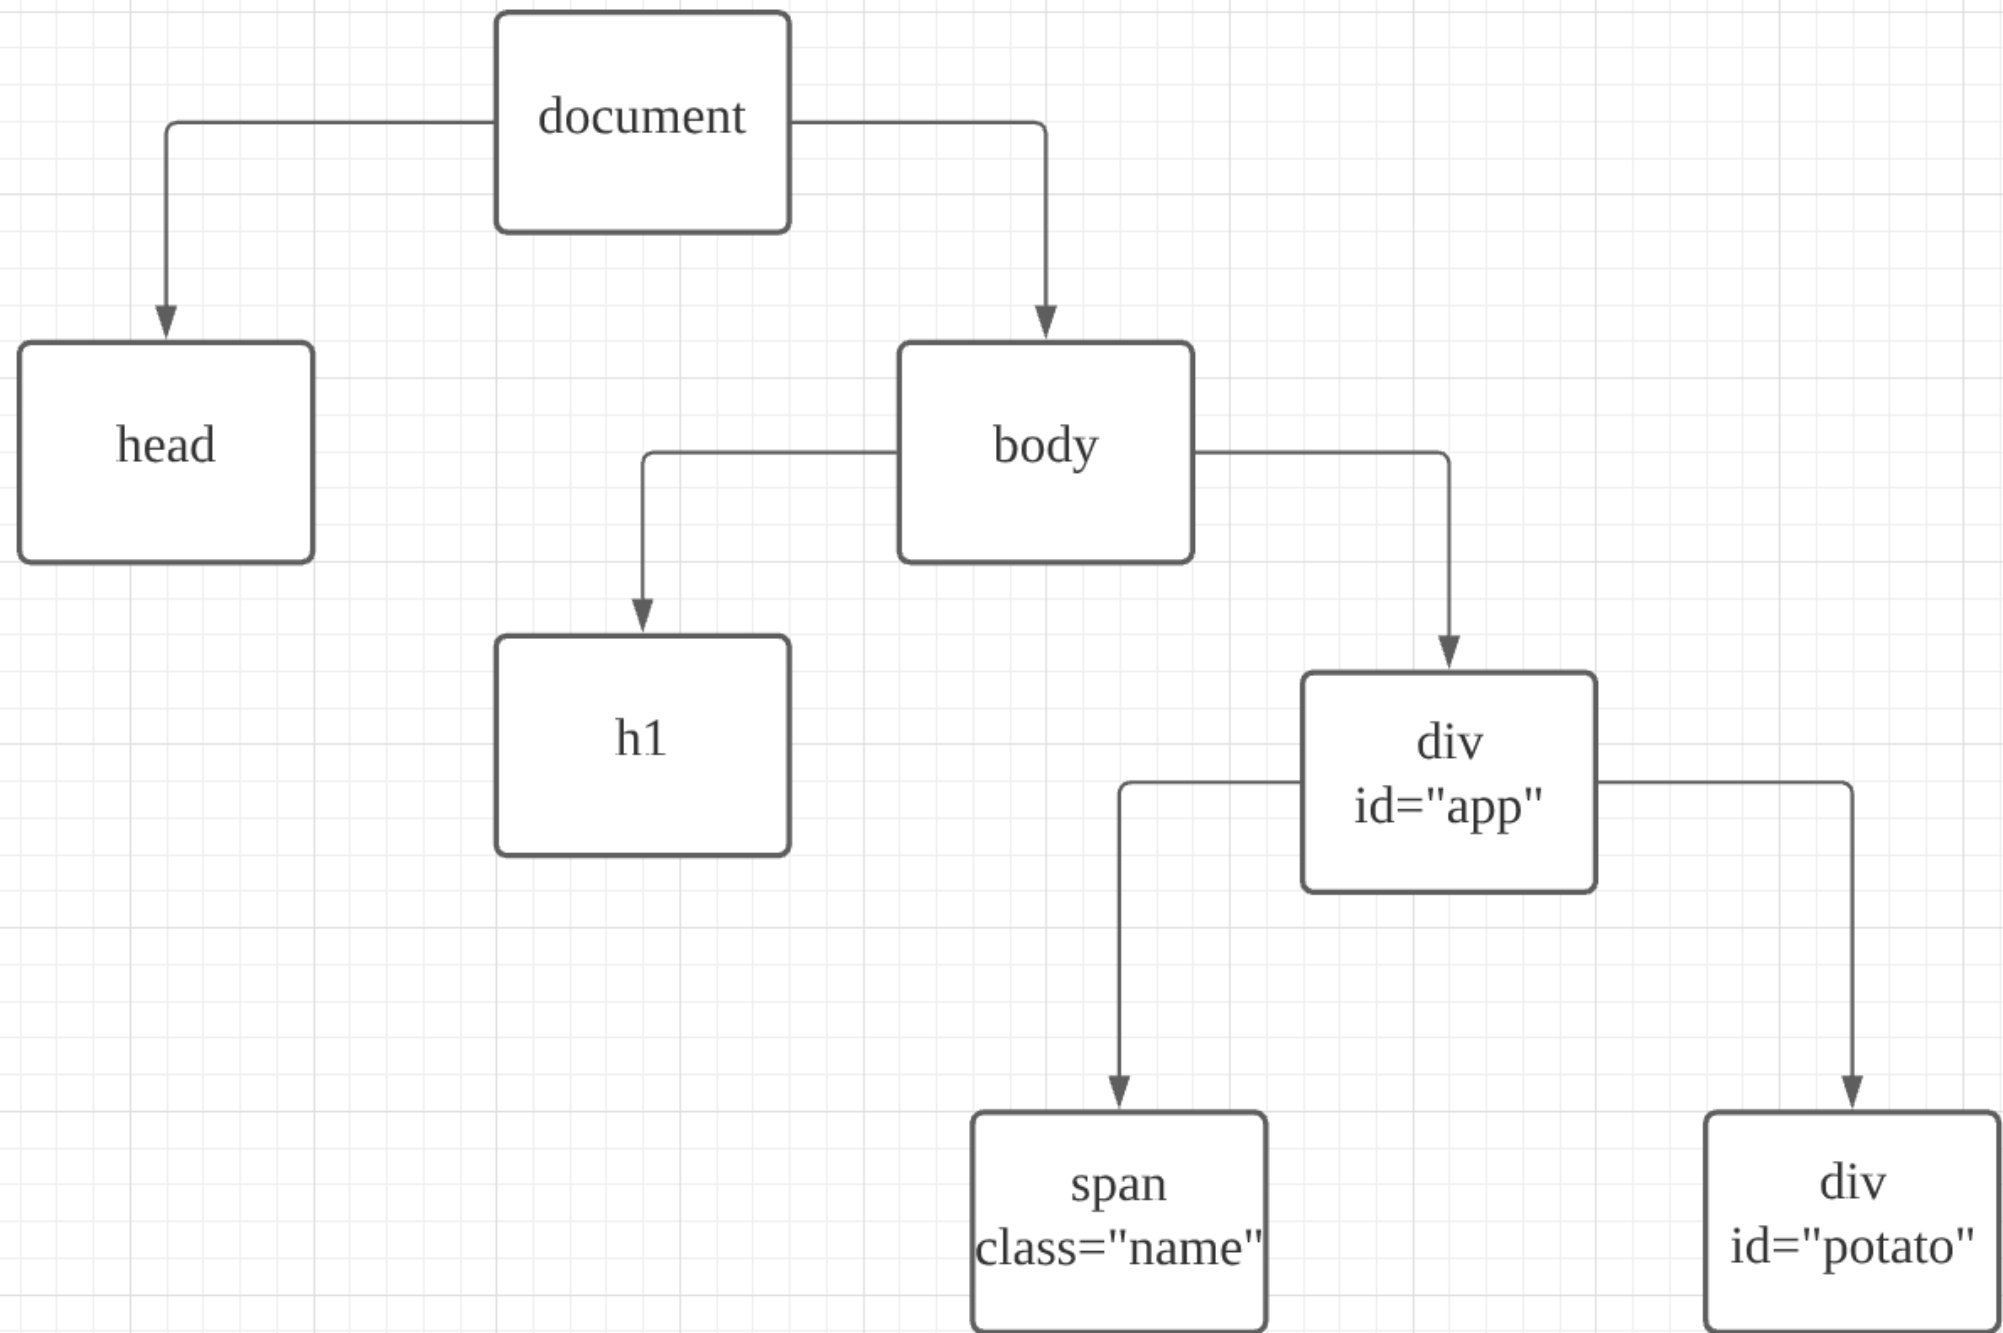 document
head
body
h1
div
id="app"
span
class="name"
div
id="potato"